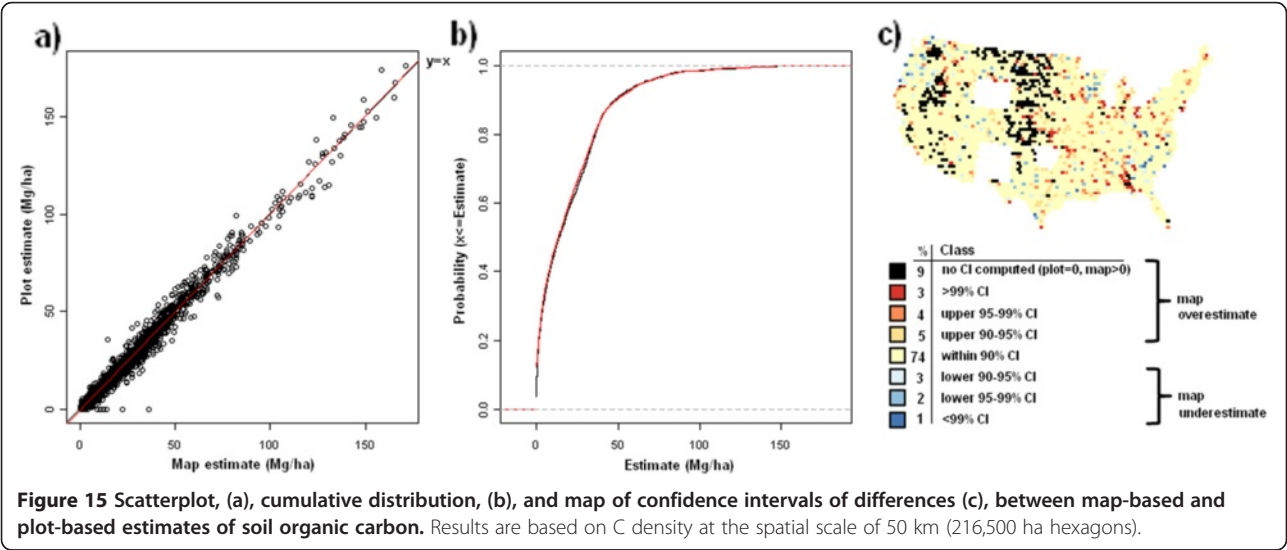 a)
y=x
150
100
50
0
Plot estimate (Mg/ha)
0 50 100 150
Map estimate (Mg/ha)
b)
1.0
0.8
0.6
0.4
0.2
0.0
Probability (x<=Estimate)
0 50 100 150
Estimate (Mg/ha)
c)
% Class
9 no CI computed (plot=0, map>0)
3 >99% CI
4 upper 95-99% CI
5 upper 90-95% CI
74 within 90% CI
3 lower 90-95% CI
2 lower 95-99% CI
1 <99% CI
map
overestimate
map
underestimate
Figure 15 Scatterplot, (a), cumulative distribution, (b), and map of confidence intervals of differences (c), between map-based and
plot-based estimates of soil organic carbon. Results are based on C density at the spatial scale of 50 km (216,500 ha hexagons).